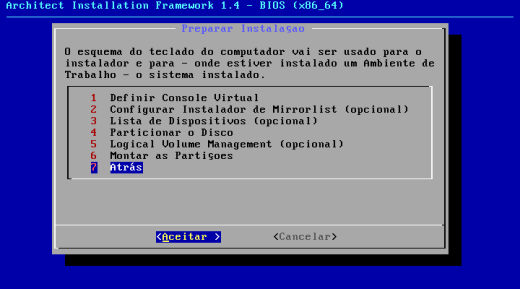 Architect Installation Framework 1.4 - BIOS (x86_64)
Preparar Instalaçao
O esquema do teclado do computador vai ser usado para o
instalador e para - onde estiver instalado um Ambiente de
Trabalho - o sistema instalado.
1 Definir Console Virtual
2 Configurar Instalador de Mirrorlist (opcional)
3 Lista de Dispositivos (opcional)
4 Particionar o Disco
5 Logical Volume Management (opcional)
6 Montar as Partiçoes
7 Atrás
<Aceitar > <Cancelar>